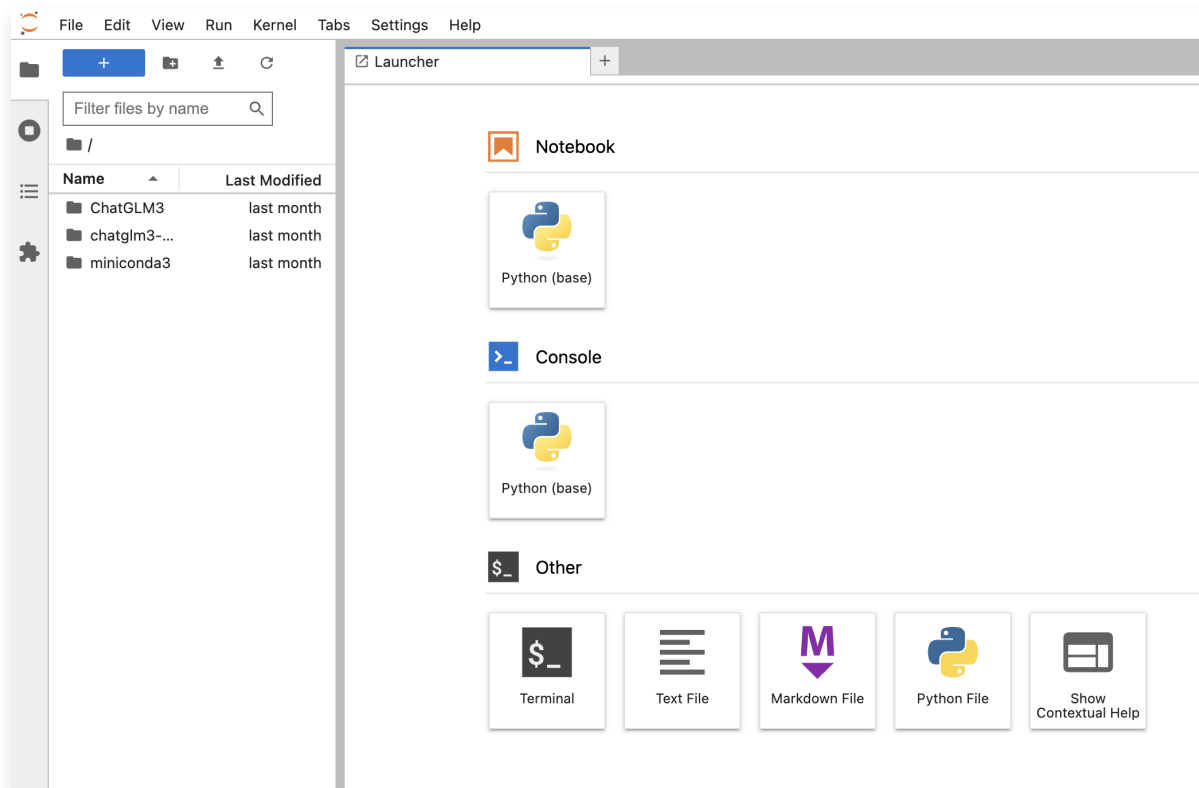 File Edit View Run Kernel Tabs Settings Help
+
Filter files by name
/
Name Last Modified
ChatGLM3 last month
chatglm3-... last month
miniconda3 last month
Launcher +
Notebook
Python (base)
Console
Python (base)
$_ Other
$_ M
Terminal Text File Markdown File Python File Show
Contextual Help